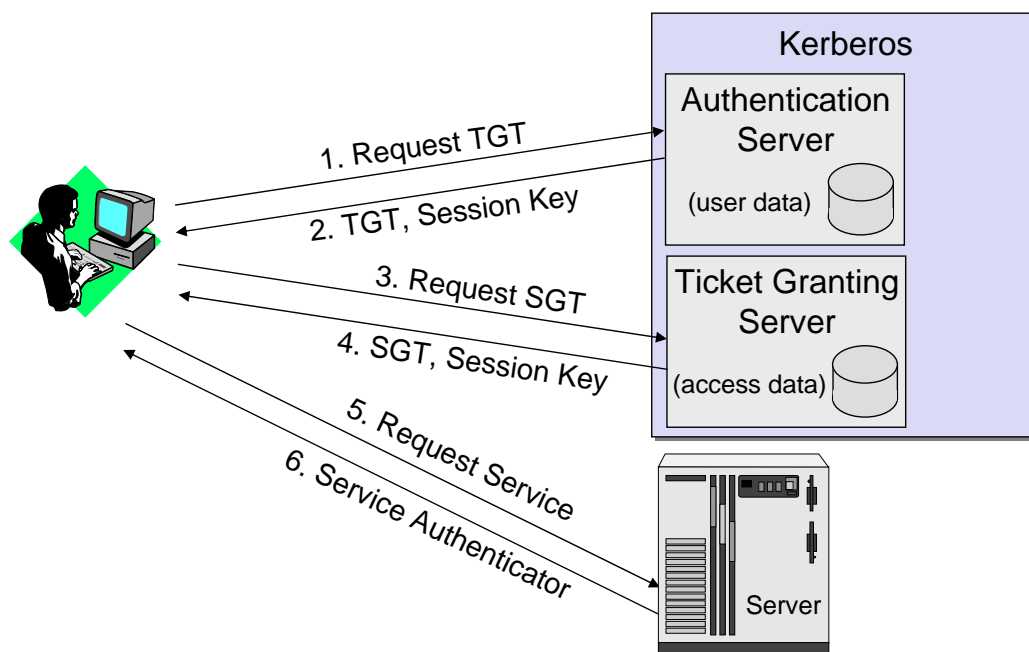 Kerberos
Authentication
Server
(user data)
1. Request TGT
2. TGT, Session Key
3. Request SGT
4. SGT, Session Key
Ticket Granting
Server
(access data)
5. Request Service
6. Service Authenticator
Server